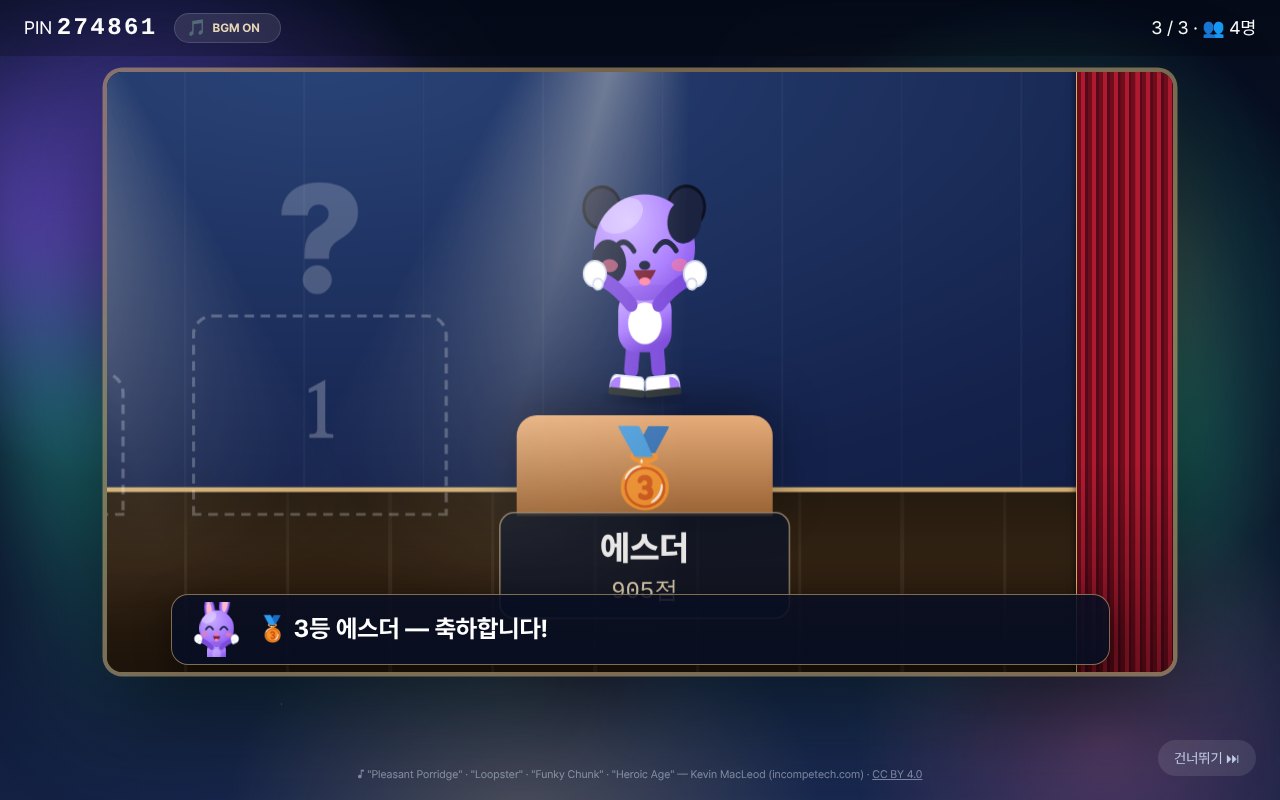 PIN 274861
BGM ON
3 / 3 · 4명
?
1
3
에스더
905점
3등 에스더 — 축하합니다!
건너뛰기
"Pleasant Porridge" · "Loopster" · "Funky Chunk" · "Heroic Age" — Kevin MacLeod (incompetech.com) · CC BY 4.0